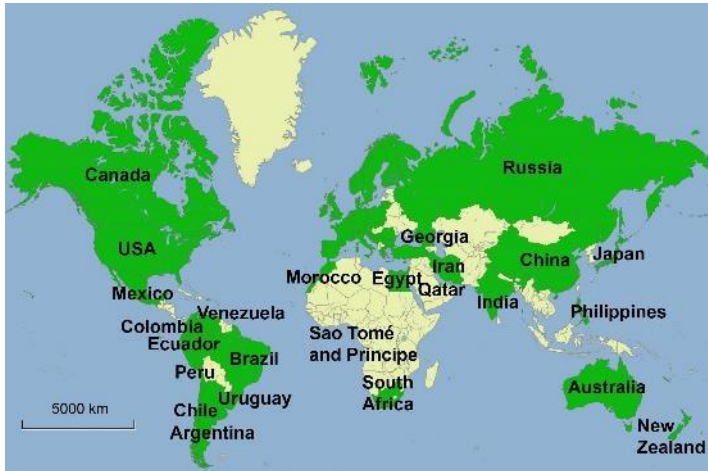 Canada
Russia
USA
Georgia
Iran
China
Japan
Morocco
Egypt
Qatar
Mexico
India
Venezuela
Philippines
Colombia
Sao Tomé
and Principe
Ecuador
Brazil
Peru
South
Africa
Australia
Uruguay
Chile
5000 km
Argentina
New
Zealand